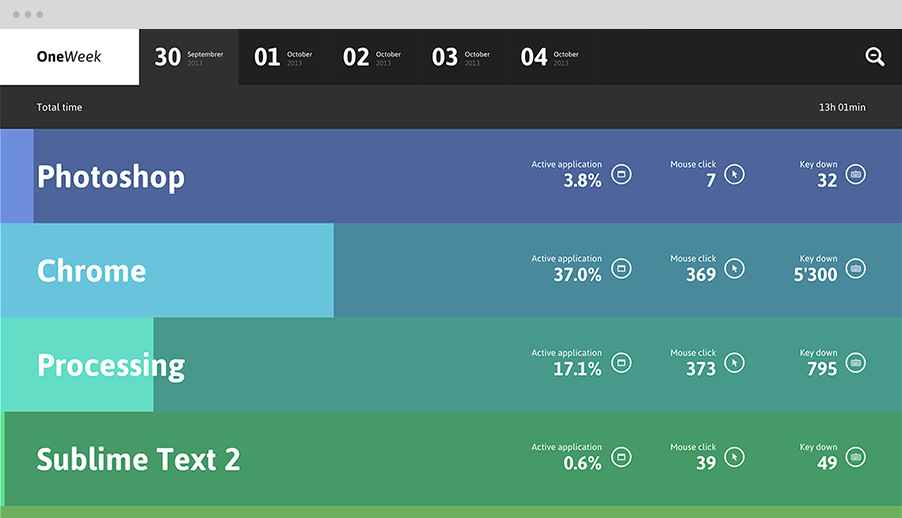 OneWeek
30 Septembrer 2013
01 October 2013
02 October 2013
03 October 2013
04 October 2013
Total time 13h 01min
Photoshop
Active application 3.8%
Mouse click 7
Key down 32
Chrome
Active application 37.0%
Mouse click 369
Key down 5'300
Processing
Active application 17.1%
Mouse click 373
Key down 795
Sublime Text 2
Active application 0.6%
Mouse click 39
Key down 49